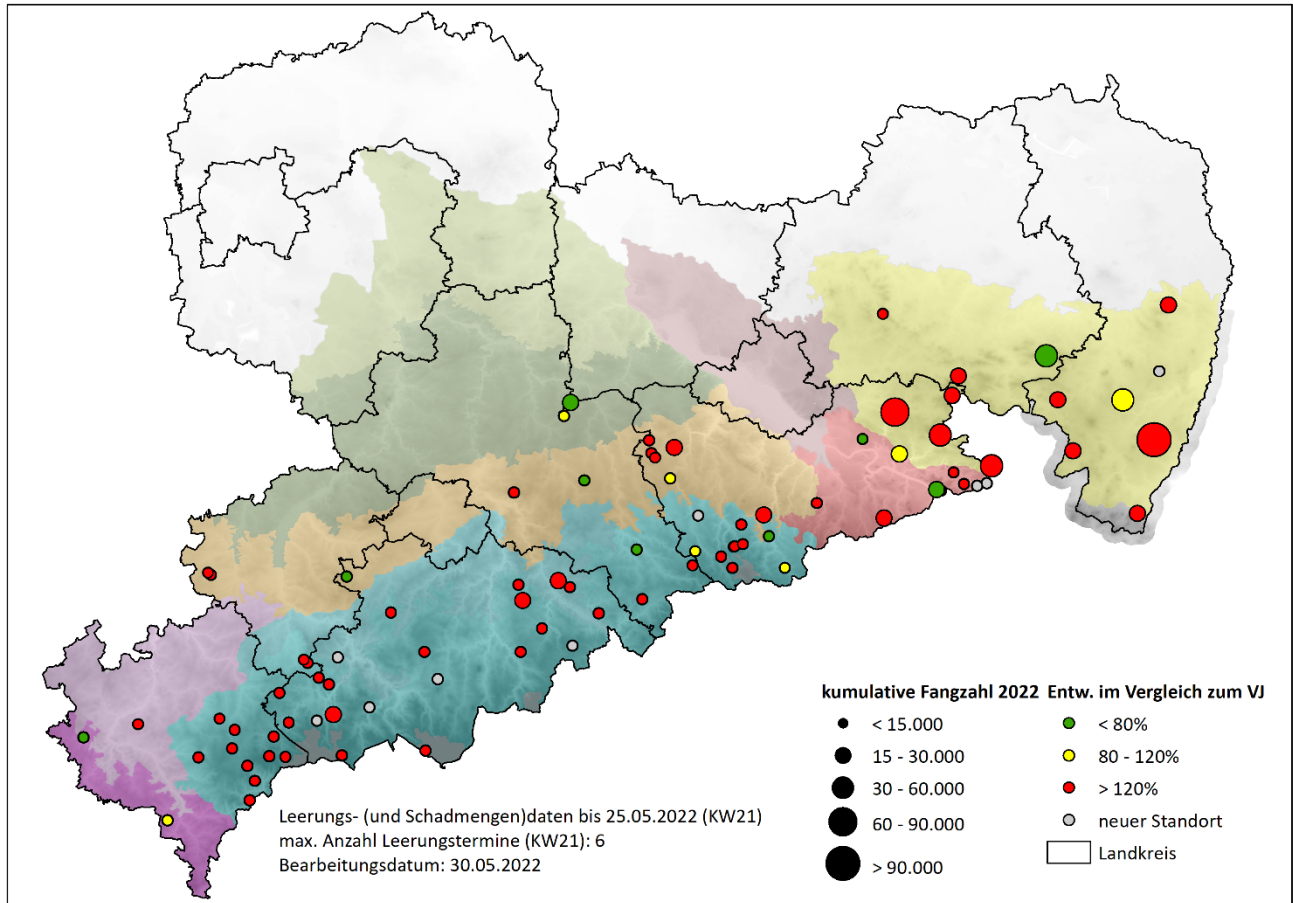 kumulative Fangzahl 2022
< 15.000
15 - 30.000
30 - 60.000
60 - 90.000
> 90.000
Entw. im Vergleich zum VJ
< 80%
80 - 120%
> 120%
neuer Standort
Landkreis
Leerungs- (und Schadmengen)daten bis 25.05.2022 (KW21)
max. Anzahl Leerungstermine (KW21): 6
Bearbeitungsdatum: 30.05.2022